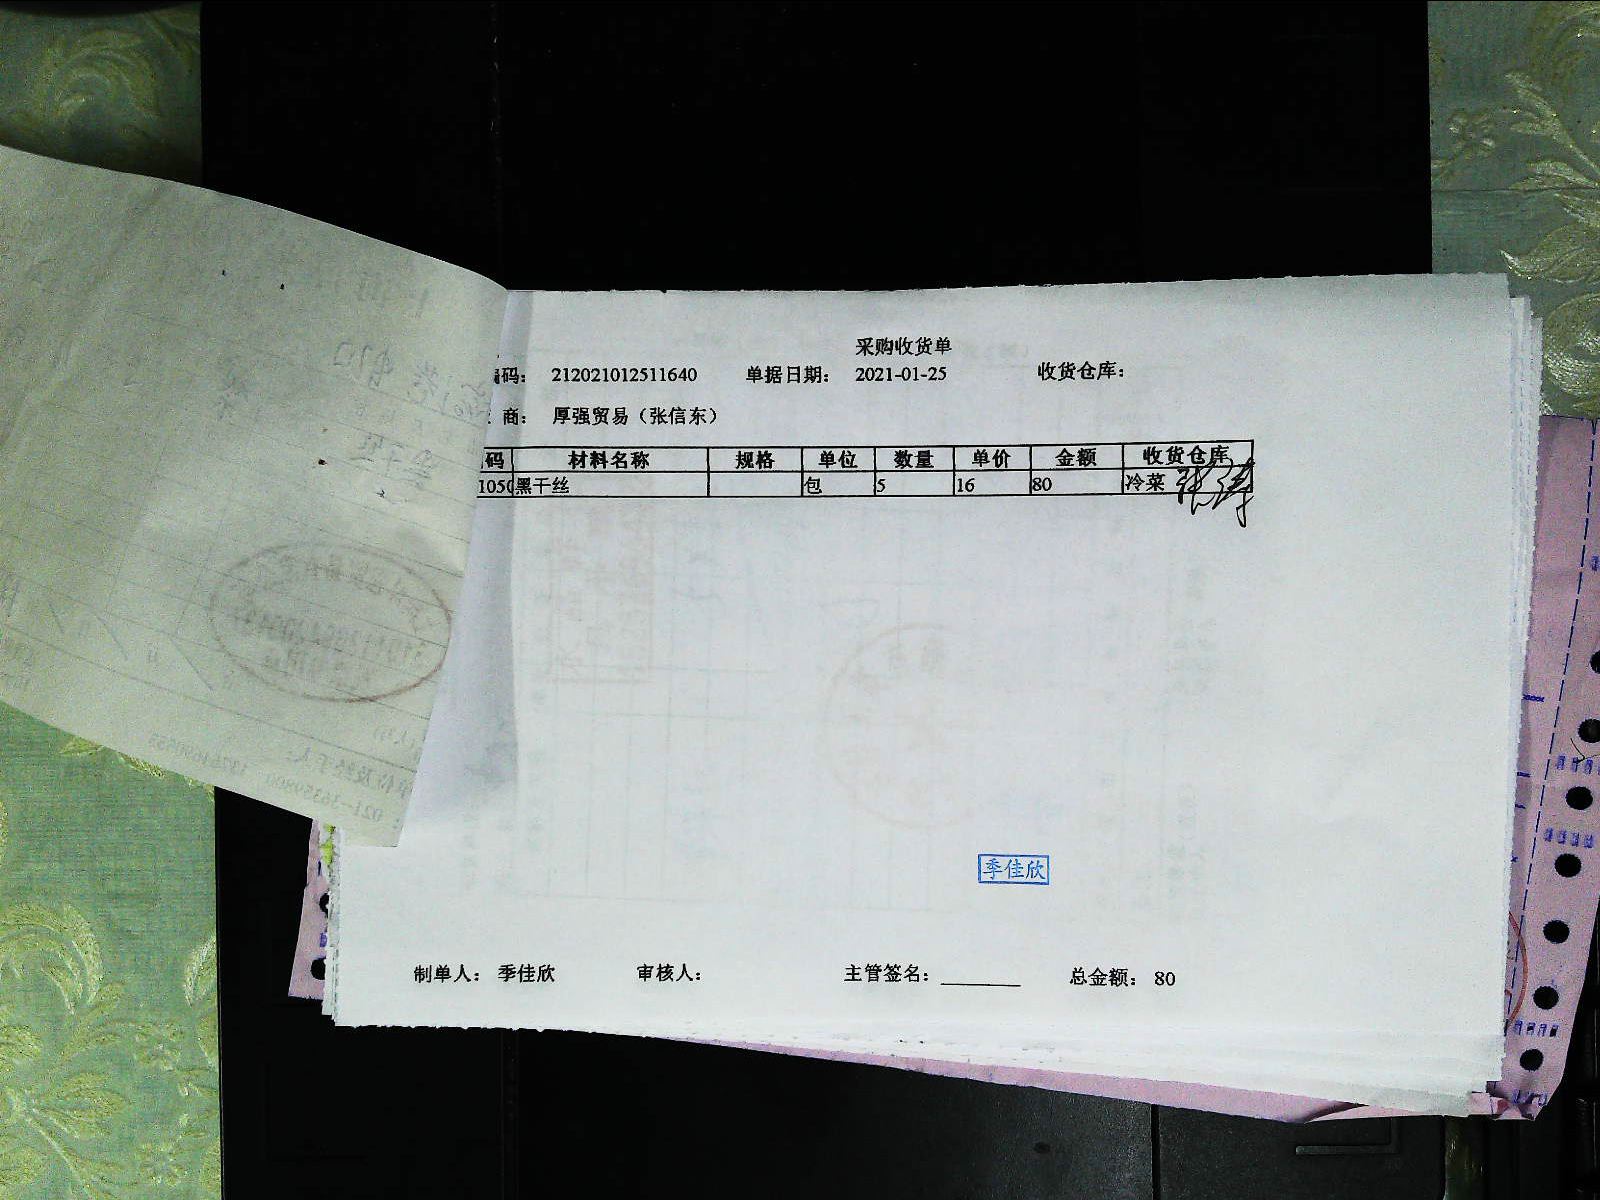 采购收货单
码: 212021012511640 单据日期: 2021-01-25 收货仓库:
商: 厚强贸易（张信东）
码 材料名称 规格 单位 数量 单价 金额 收货仓库
1050 黑干丝 包 5 16 80 冷菜
季佳欣
制单人: 季佳欣 审核人: 主管签名: ______ 总金额: 80